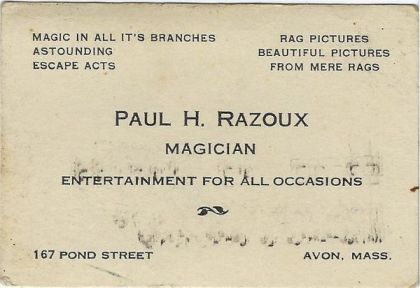 MAGIC IN ALL IT'S BRANCHES
ASTOUNDING
ESCAPE ACTS
RAG PICTURES
BEAUTIFUL PICTURES
FROM MERE RAGS
PAUL H. RAZOUX
MAGICIAN
ENTERTAINMENT FOR ALL OCCASIONS
167 POND STREET
AVON, MASS.